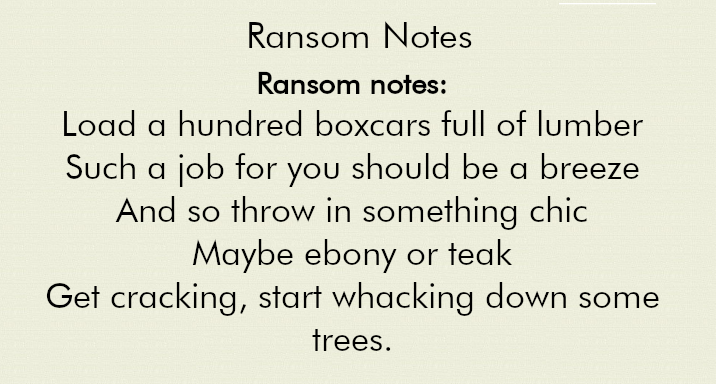 Ransom Notes
Ransom notes:
Load a hundred boxcars full of lumber
Such a job for you should be a breeze
And so throw in something chic
Maybe ebony or teak
Get cracking, start whacking down some
trees.